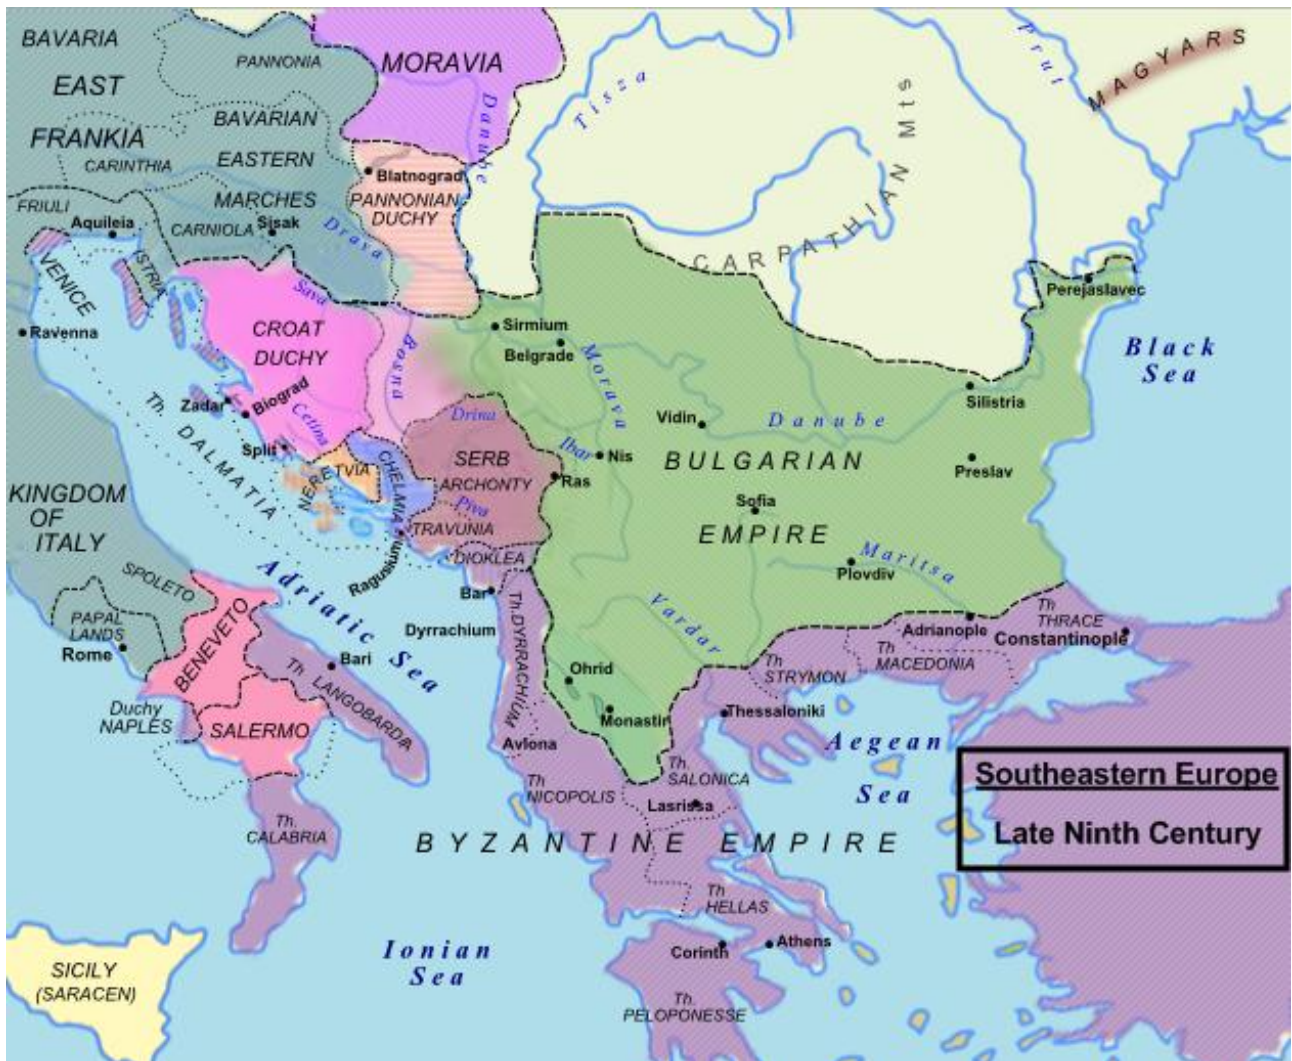 BAVARIA
PANNONIA
MORAVIA
EAST
FRANKIA
BAVARIAN
EASTERN
MARCHES
CARINTHIA
FRIULI
Aquileia
CARNIOLA
Sisak
Drava
Blatnograd
PANNONIAN
DUCHY
Danube
Tisza
Prut
MAGYARS
CARPATHIAN Mts
VENICE
ISTRIA
Ravenna
Sava
CROAT
DUCHY
Bosna
Sirmium
Belgrade
Morava
Perejaslavec
Black
Sea
Zadar
Biograd
Cetina
Split
Th. DALMATIA
NERETVIA
CHELMIA
Drina
SERB
ARCHONTY
Ibar
Nis
Ras
Piva
TRAVUNIA
DIOKLEA
Ragusium
Vidin
Danube
Silistria
Preslav
BULGARIAN
EMPIRE
Sofia
Maritsa
Plovdiv
Vardar
KINGDOM
OF
ITALY
SPOLETO
PAPAL
LANDS
Rome
Adriatic
Sea
Bar
Dyrrachium
Th. DYRRACHIUM
BENEVETO
Bari
Th LANGOBARDA
Duchy
NAPLES
SALERMO
Ohrid
Monastir
Avlona
Th
NICOPOLIS
Th.
SALONICA
Lasrissa
Thessaloniki
Th
STRYMON
Th
MACEDONIA
Adrianople
Th
THRACE
Constantinople
Aegean
Sea
Southeastern Europe
Late Ninth Century
Th.
CALABRIA
BYZANTINE EMPIRE
Th
HELLAS
Corinth
Athens
Th.
PELOPONESSE
Ionian
Sea
SICILY
(SARACEN)